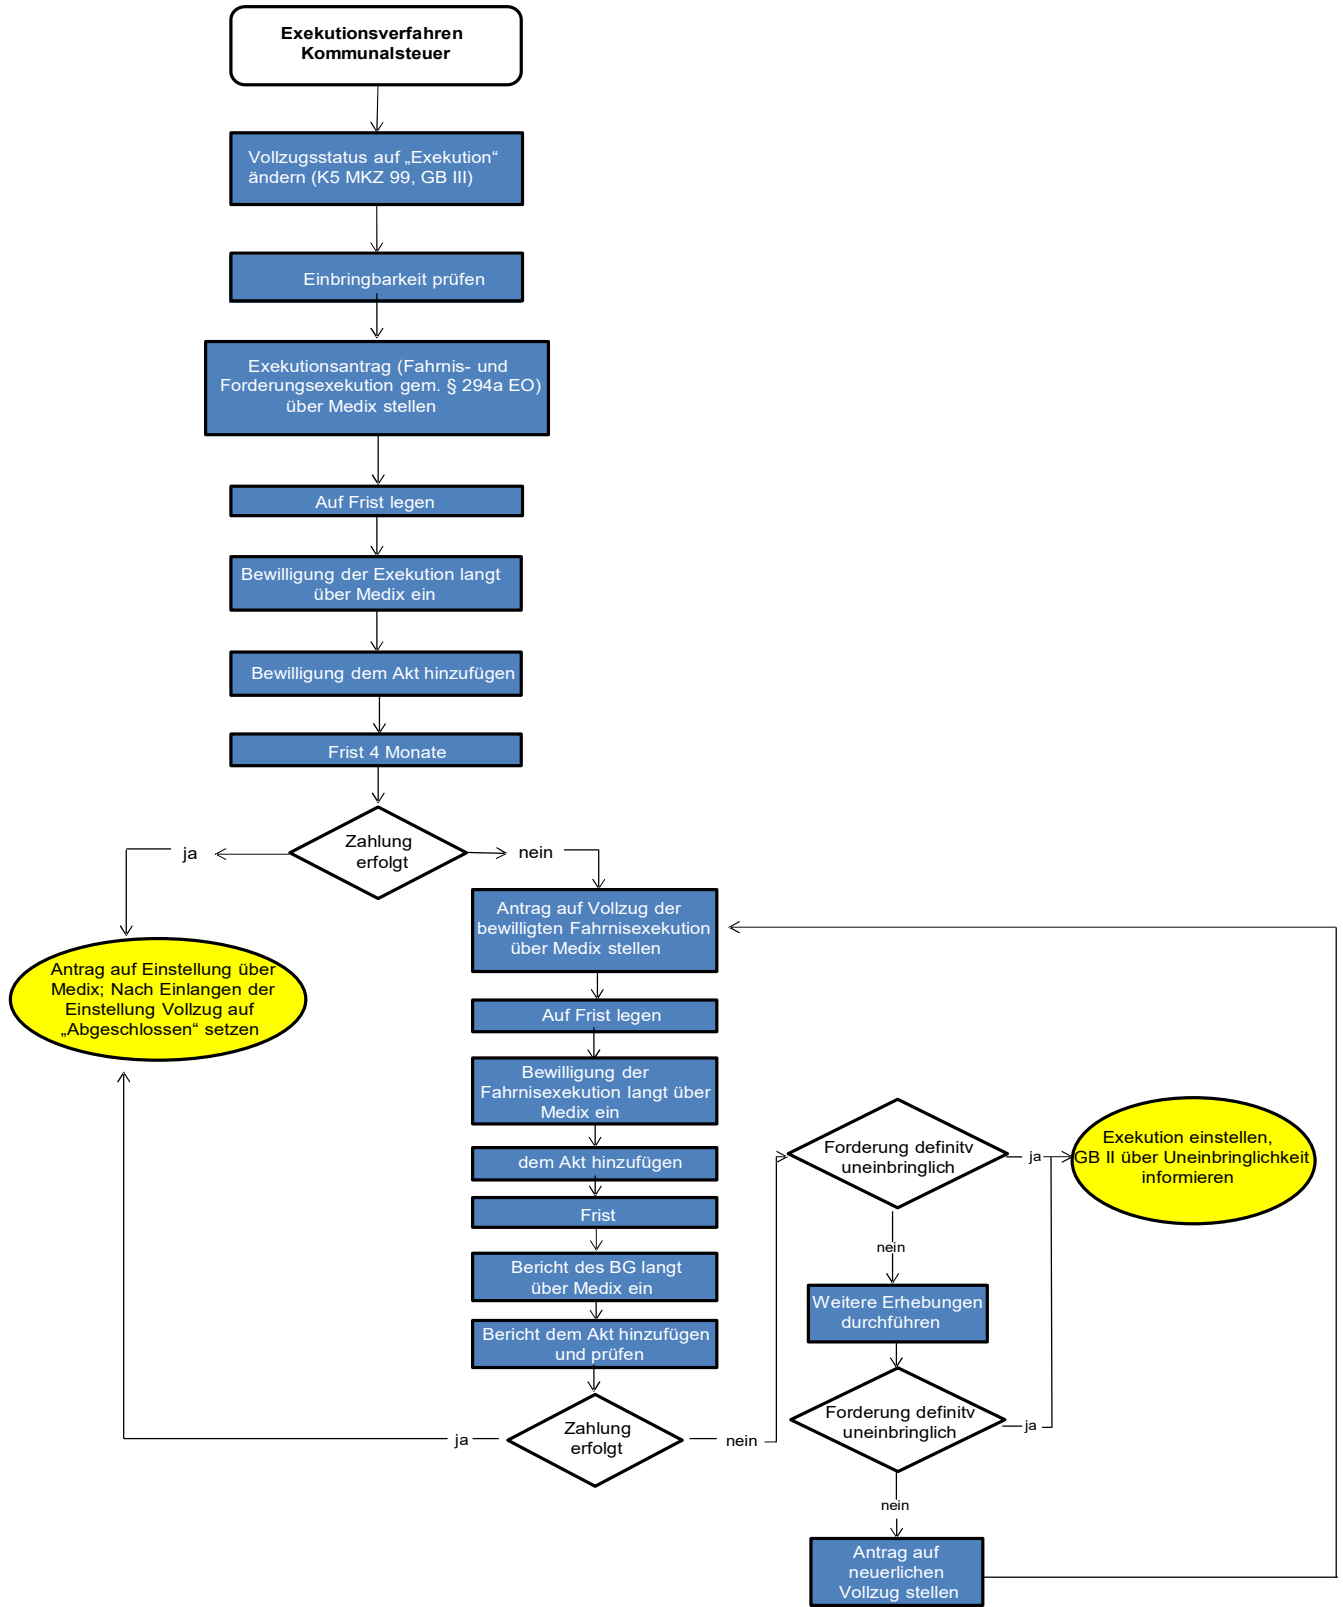 Exekutionsverfahren
Kommunalsteuer
Vollzugsstatus auf „Exekution“
ändern (K5 MKZ 99, GB III)
Einbringbarkeit prüfen
Exekutionsantrag (Fahrnis- und
Forderungsexekution gem. § 294a EO)
über Medix stellen
Auf Frist legen
Bewilligung der Exekution langt
über Medix ein
Bewilligung dem Akt hinzufügen
Frist 4 Monate
Zahlung
erfolgt
ja
nein
Antrag auf Einstellung über
Medix; Nach Einlangen der
Einstellung Vollzug auf
„Abgeschlossen“ setzen
Antrag auf Vollzug der
bewilligten Fahrnisexekution
über Medix stellen
Auf Frist legen
Bewilligung der
Fahrnisexekution langt über
Medix ein
dem Akt hinzufügen
Frist
Bericht des BG langt
über Medix ein
Bericht dem Akt hinzufügen
und prüfen
Zahlung
erfolgt
ja
nein
Forderung definitv
uneinbringlich
ja
Exekution einstellen,
GB II über Uneinbringlichkeit
informieren
nein
Weitere Erhebungen
durchführen
Forderung definitv
uneinbringlich
ja
nein
Antrag auf
neuerlichen
Vollzug stellen